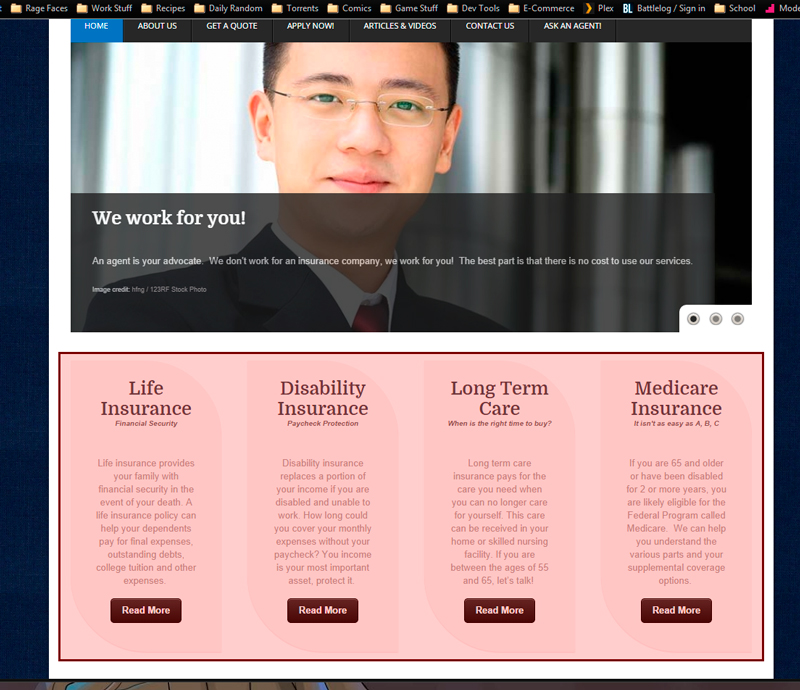 Rage Faces Work Stuff Recipes Daily Random Torrents Comics Game Stuff Dev Tools E-Commerce Plex BL Battlelog / Sign in School Mode
HOME ABOUT US GET A QUOTE APPLY NOW! ARTICLES & VIDEOS CONTACT US ASK AN AGENT!
We work for you!
An agent is your advocate. We don't work for an insurance company, we work for you! The best part is that there is no cost to use our services.
Image credit: hfng / 123RF Stock Photo
Life
Insurance
Financial Security
Life insurance provides
your family with
financial security in the
event of your death. A
life insurance policy can
help your dependents
pay for final expenses,
outstanding debts,
college tuition and other
expenses.
Read More
Disability
Insurance
Paycheck Protection
Disability insurance
replaces a portion of
your income if you are
disabled and unable to
work. How long could
you cover your monthly
expenses without your
paycheck? You income
is your most important
asset, protect it.
Read More
Long Term
Care
When is the right time to buy?
Long term care
insurance pays for the
care you need when
you can no longer care
for yourself. This care
can be received in your
home or skilled nursing
facility. If you are
between the ages of 55
and 65, let's talk!
Read More
Medicare
Insurance
It isn't as easy as A, B, C
If you are 65 and older
or have been disabled
for 2 or more years, you
are likely eligible for the
Federal Program called
Medicare. We can help
you understand the
various parts and your
supplemental coverage
options.
Read More